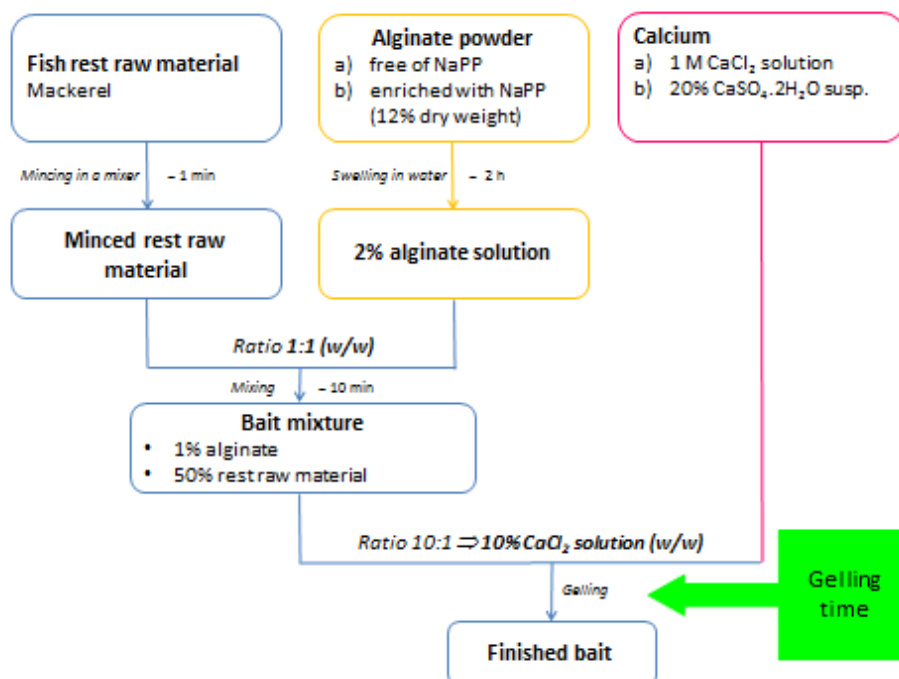 Fish rest raw material
Mackerel
Alginate powder
a) free of NaPP
b) enriched with NaPP
(12% dry weight)
Calcium
a) 1 M CaCl₂ solution
b) 20% CaSO₄.2H₂O susp.
Mincing in a mixer ~ 1 min
Swelling in water ~ 2 h
Minced rest raw
material
2% alginate solution
Ratio 1:1 (w/w)
Mixing ~ 10 min
Bait mixture
• 1% alginate
• 50% rest raw material
Ratio 10:1 ⇒ 10% CaCl₂ solution (w/w)
Gelling
Gelling
time
Finished bait